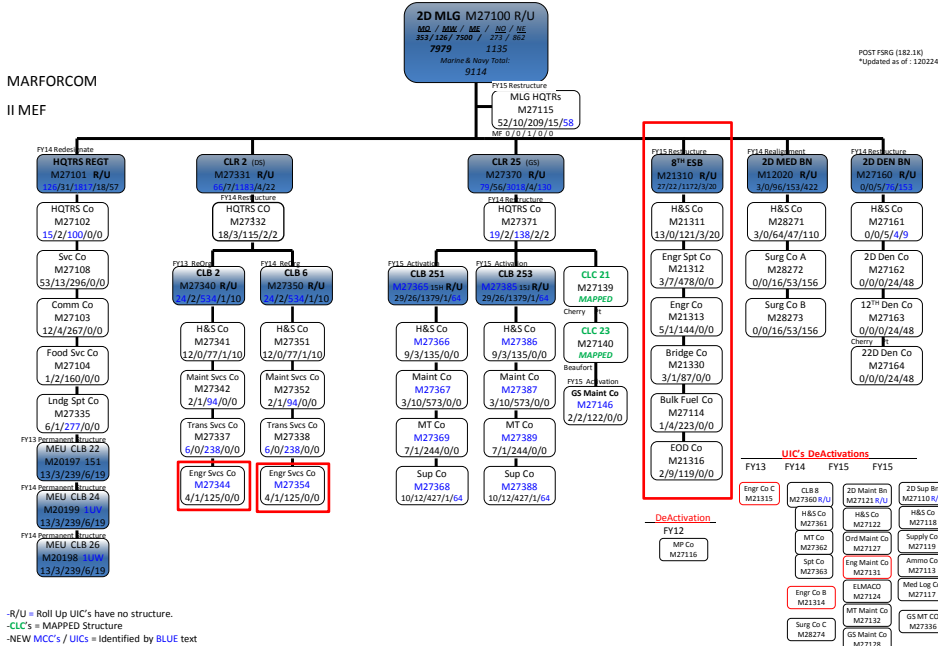 2D MLG M27100 R/U
MO / MW / ME / NO / NE
353/126/ 7500 / 273 / 862
7979 1135
Marine & Navy Total:
9114
POST FSRG (182.1K)
*Updated as of : 120224
MARFORCOM
II MEF
FY15 Restructure
MLG HQTRs
M27115
52/10/209/15/58
MF 0/0/1/0/0
FY14 Redesignate
HQTRS REGT
M27101 R/U
126/31/1817/18/57
HQTRS Co
M27102
15/2/100/0/0
Svc Co
M27108
53/13/296/0/0
Comm Co
M27103
12/4/267/0/0
Food Svc Co
M27104
1/2/160/0/0
Lndg Spt Co
M27335
6/1/277/0/0
FY13 Permanent Structure
MEU CLB 22
M20197 151
13/3/239/6/19
FY14 Permanent Structure
MEU CLB 24
M20199 1UV
13/3/239/6/19
FY14 Permanent Structure
MEU CLB 26
M20198 1UW
13/3/239/6/19
CLR 2 (DS)
M27331 R/U
66/7/1183/4/22
FY14 Restructure
HQTRS CO
M27332
18/3/115/2/2
FY13 ReOrg
CLB 2
M27340 R/U
24/2/534/1/10
H&S Co
M27341
12/0/77/1/10
Maint Svcs Co
M27342
2/1/94/0/0
Trans Svcs Co
M27337
6/0/238/0/0
Engr Svcs Co
M27344
4/1/125/0/0
FY14 ReOrg
CLB 6
M27350 R/U
24/2/534/1/10
H&S Co
M27351
12/0/77/1/10
Maint Svcs Co
M27352
2/1/94/0/0
Trans Svcs Co
M27338
6/0/238/0/0
Engr Svcs Co
M27354
4/1/125/0/0
CLR 25 (GS)
M27370 R/U
79/56/3018/4/130
FY14 Restructure
HQTRS Co
M27371
19/2/138/2/2
FY15 Activation
CLB 251
M27365 15H R/U
29/26/1379/1/64
H&S Co
M27366
9/3/135/0/0
Maint Co
M27367
3/10/573/0/0
MT Co
M27369
7/1/244/0/0
Sup Co
M27368
10/12/427/1/64
FY15 Activation
CLB 253
M27385 15J R/U
29/26/1379/1/64
H&S Co
M27386
9/3/135/0/0
Maint Co
M27387
3/10/573/0/0
MT Co
M27389
7/1/244/0/0
Sup Co
M27388
10/12/427/1/64
CLC 21
M27139
MAPPED
Cherry Pt
CLC 23
M27140
MAPPED
Beaufort
FY15 Activation
GS Maint Co
M27146
2/2/122/0/0
FY15 Restructure
8TH ESB
M21310 R/U
27/22/1172/3/20
H&S Co
M21311
13/0/121/3/20
Engr Spt Co
M21312
3/7/478/0/0
Engr Co
M21313
5/1/144/0/0
Bridge Co
M21330
3/1/87/0/0
Bulk Fuel Co
M27114
1/4/223/0/0
EOD Co
M21316
2/9/119/0/0
DeActivation
FY12
MP Co
M27116
FY14 Realignment
2D MED BN
M12020 R/U
3/0/96/153/422
H&S Co
M28271
3/0/64/47/110
Surg Co A
M28272
0/0/16/53/156
Surg Co B
M28273
0/0/16/53/156
FY14 Restructure
2D DEN BN
M27160 R/U
0/0/5/76/153
H&S Co
M27161
0/0/5/4/9
2D Den Co
M27162
0/0/0/24/48
12TH Den Co
M27163
0/0/0/24/48
Cherry Pt
22D Den Co
M27164
0/0/0/24/48
UIC's DeActivations
FY13 FY14 FY15 FY15
Engr Co C
M21315
CLB 8
M27360 R/U
H&S Co
M27361
MT Co
M27362
Spt Co
M27363
Engr Co B
M21314
Surg Co C
M28274
2D Maint Bn
M27121 R/U
H&S Co
M27122
Ord Maint Co
M27127
Eng Maint Co
M27131
ELMACO
M27124
MT Maint Co
M27132
GS Maint Co
M27128
2D Sup Bn
M27110 R/
H&S Co
M27118
Supply Co
M27119
Ammo Co
M27113
Med Log Co
M27117
GS MT CO
M27336
-R/U = Roll Up UIC's have no structure.
-CLC's = MAPPED Structure
-NEW MCC's / UICs = Identified by BLUE text